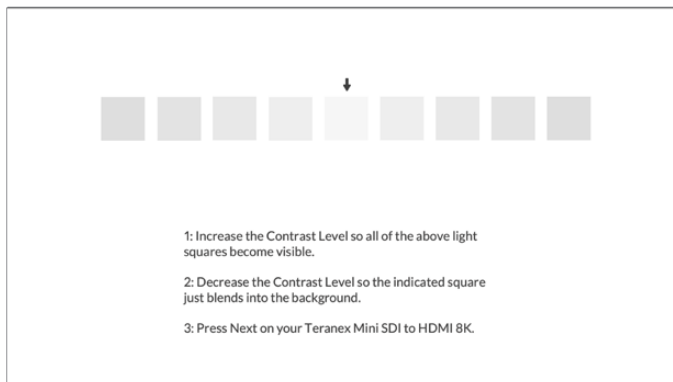 1: Increase the Contrast Level so all of the above light
squares become visible.
2: Decrease the Contrast Level so the indicated square
just blends into the background.
3: Press Next on your Teranex Mini SDI to HDMI 8K.